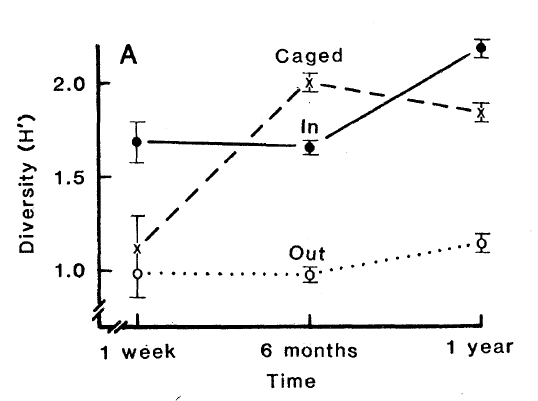 A
Caged
2.0
In
1.5
Out
1.0
Diversity (H')
1 week 6 months 1 year
Time